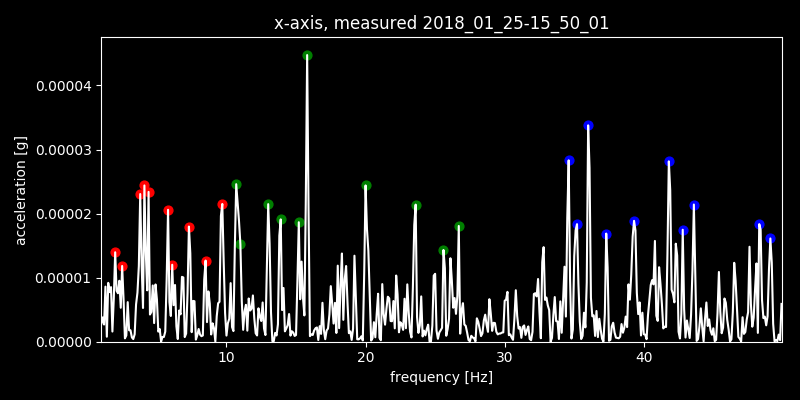 x-axis, measured 2018_01_25-15_50_01
acceleration [g]
0.00004
0.00003
0.00002
0.00001
0.00000
10 20 30 40
frequency [Hz]